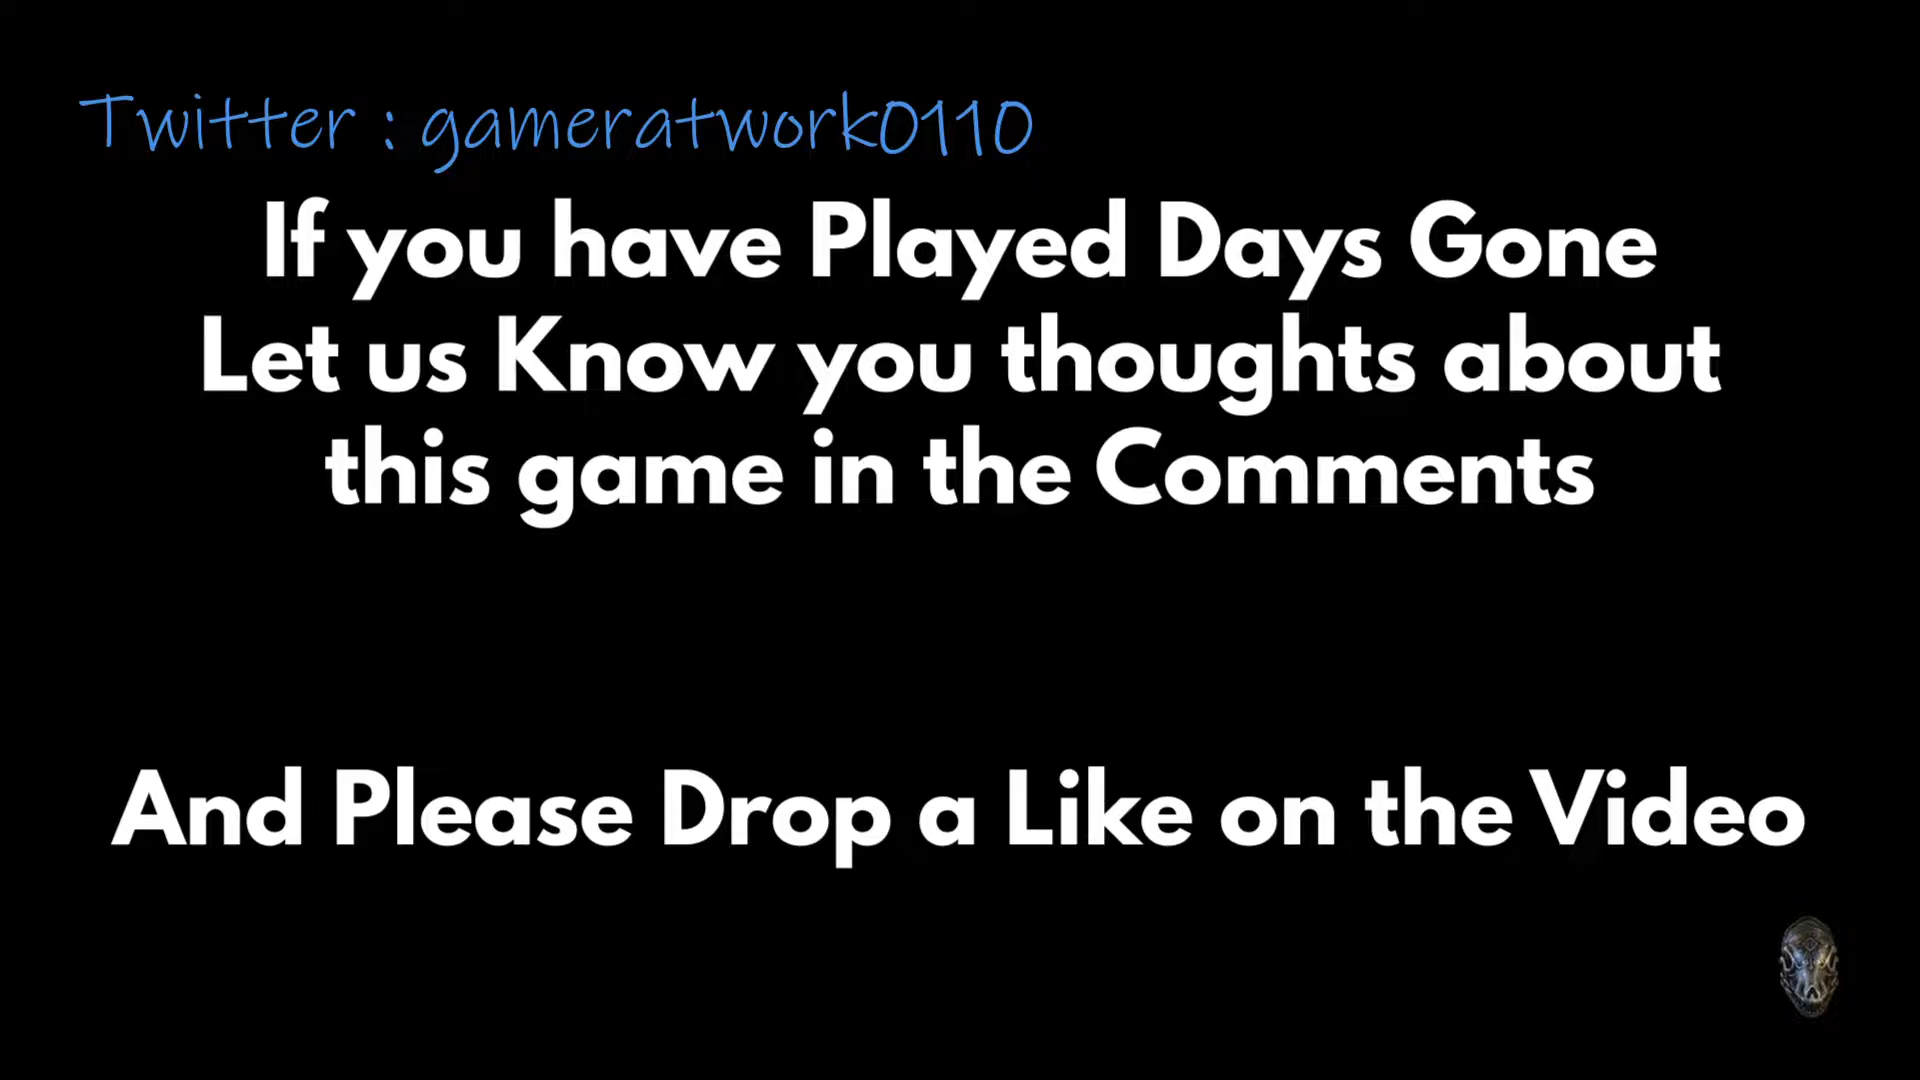 Twitter : gameratwork0110
If you have Played Days Gone
Let us Know you thoughts about
this game in the Comments
And Please Drop a Like on the Video